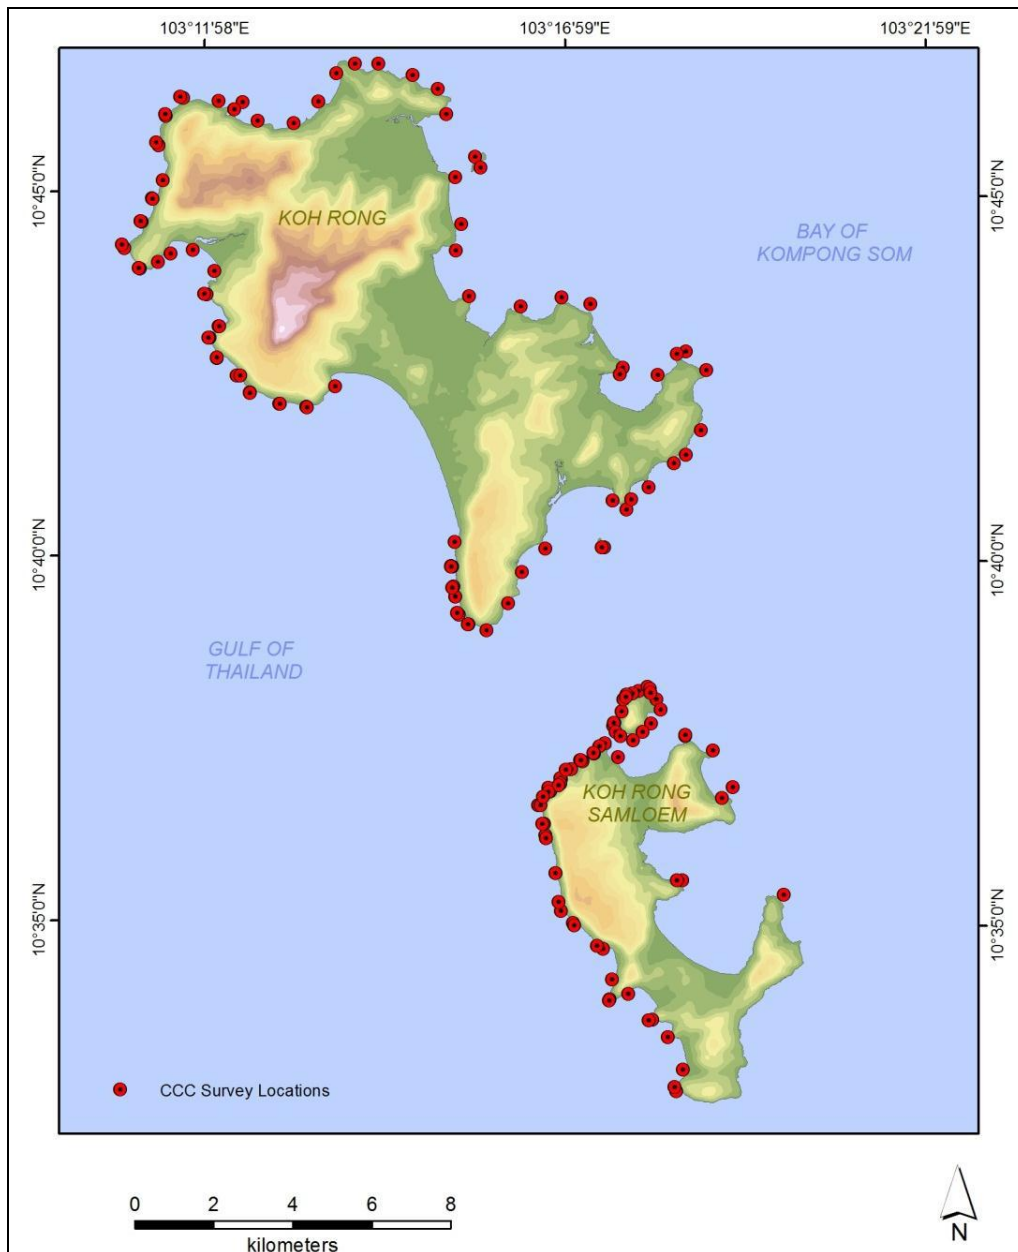 103°11'58"E 103°16'59"E 103°21'59"E
10°45'0"N 10°45'0"N
KOH RONG
BAY OF
KOMPONG SOM
10°40'0"N 10°40'0"N
GULF OF
THAILAND
KOH RONG
SAMLOEM
10°35'0"N 10°35'0"N
CCC Survey Locations
0 2 4 6 8
kilometers
N